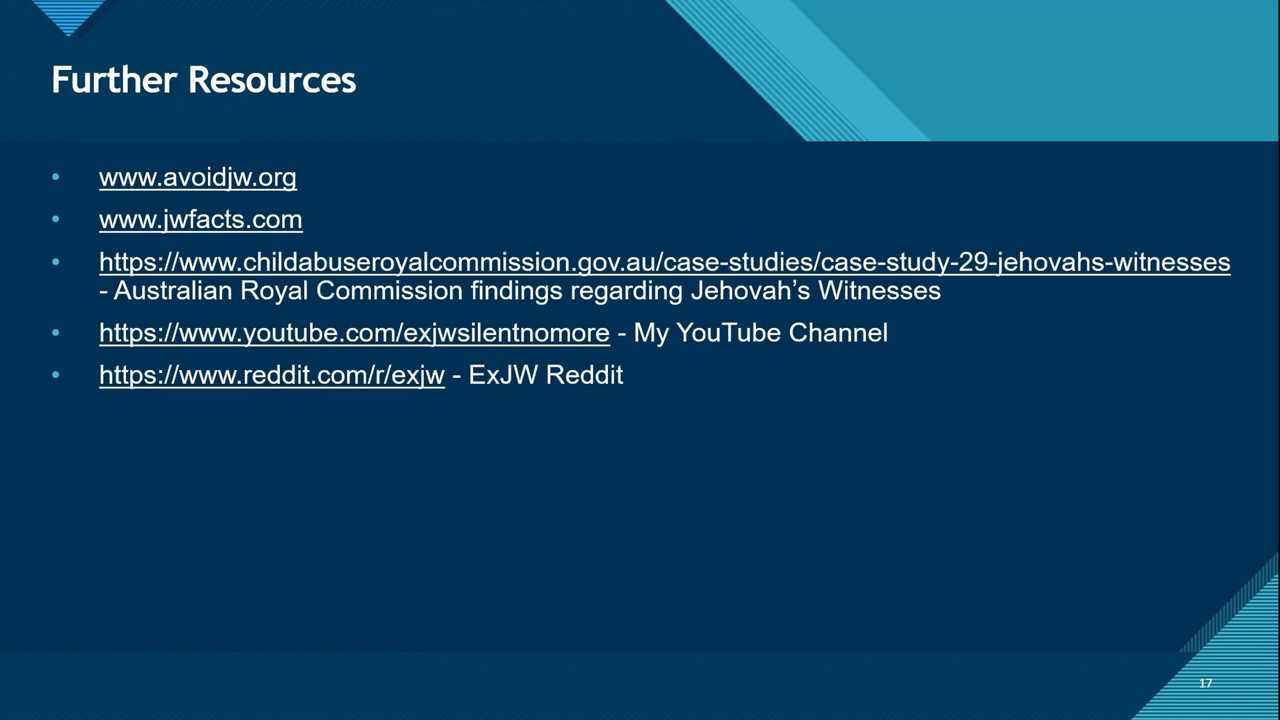 Further Resources
• www.avoidjw.org
• www.jwfacts.com
• https://www.childabuseroyalcommission.gov.au/case-studies/case-study-29-jehovahs-witnesses
- Australian Royal Commission findings regarding Jehovah’s Witnesses
• https://www.youtube.com/exjwsilentnomore - My YouTube Channel
• https://www.reddit.com/r/exjw - ExJW Reddit
17